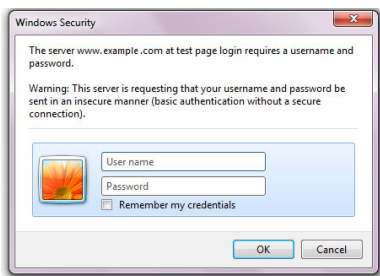 Windows Security
The server www.example .com at test page login requires a username and
password.
Warning: This server is requesting that your username and password be
sent in an insecure manner (basic authentication without a secure
connection).
User name
Password
Remember my credentials
OK
Cancel